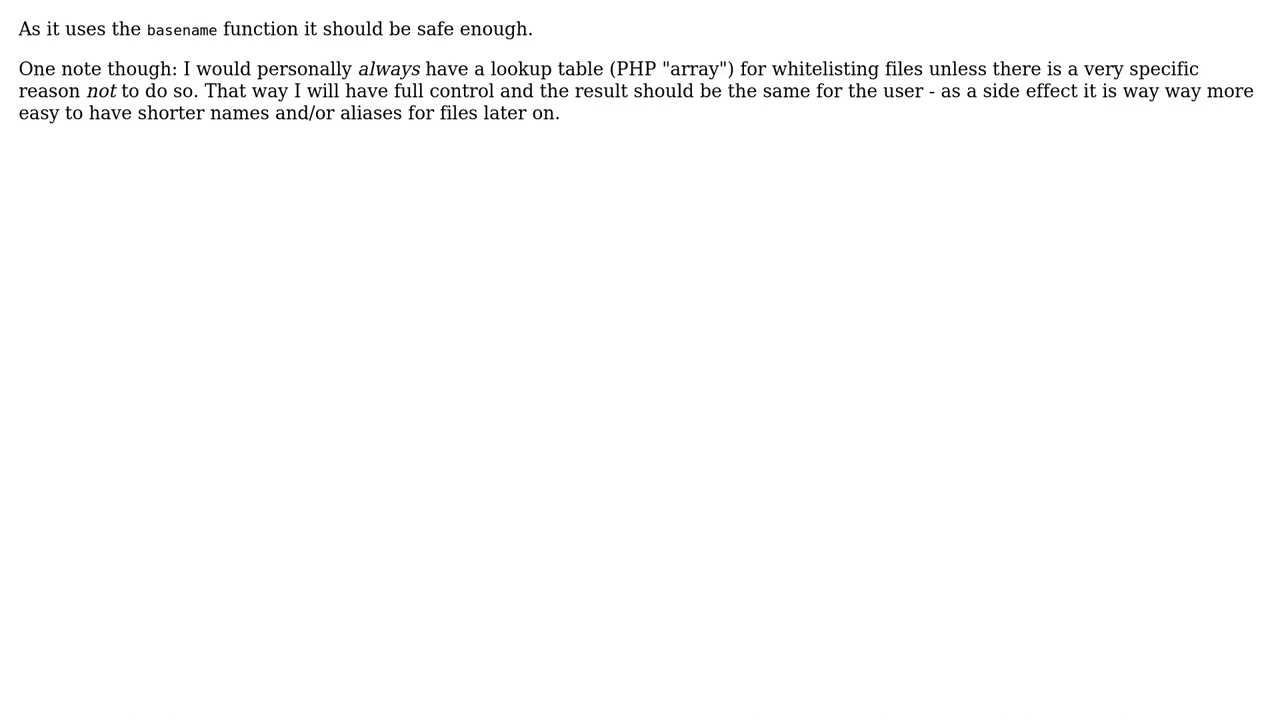 As it uses the basename function it should be safe enough.
One note though: I would personally always have a lookup table (PHP "array") for whitelisting files unless there is a very specific
reason not to do so. That way I will have full control and the result should be the same for the user - as a side effect it is way way more
easy to have shorter names and/or aliases for files later on.